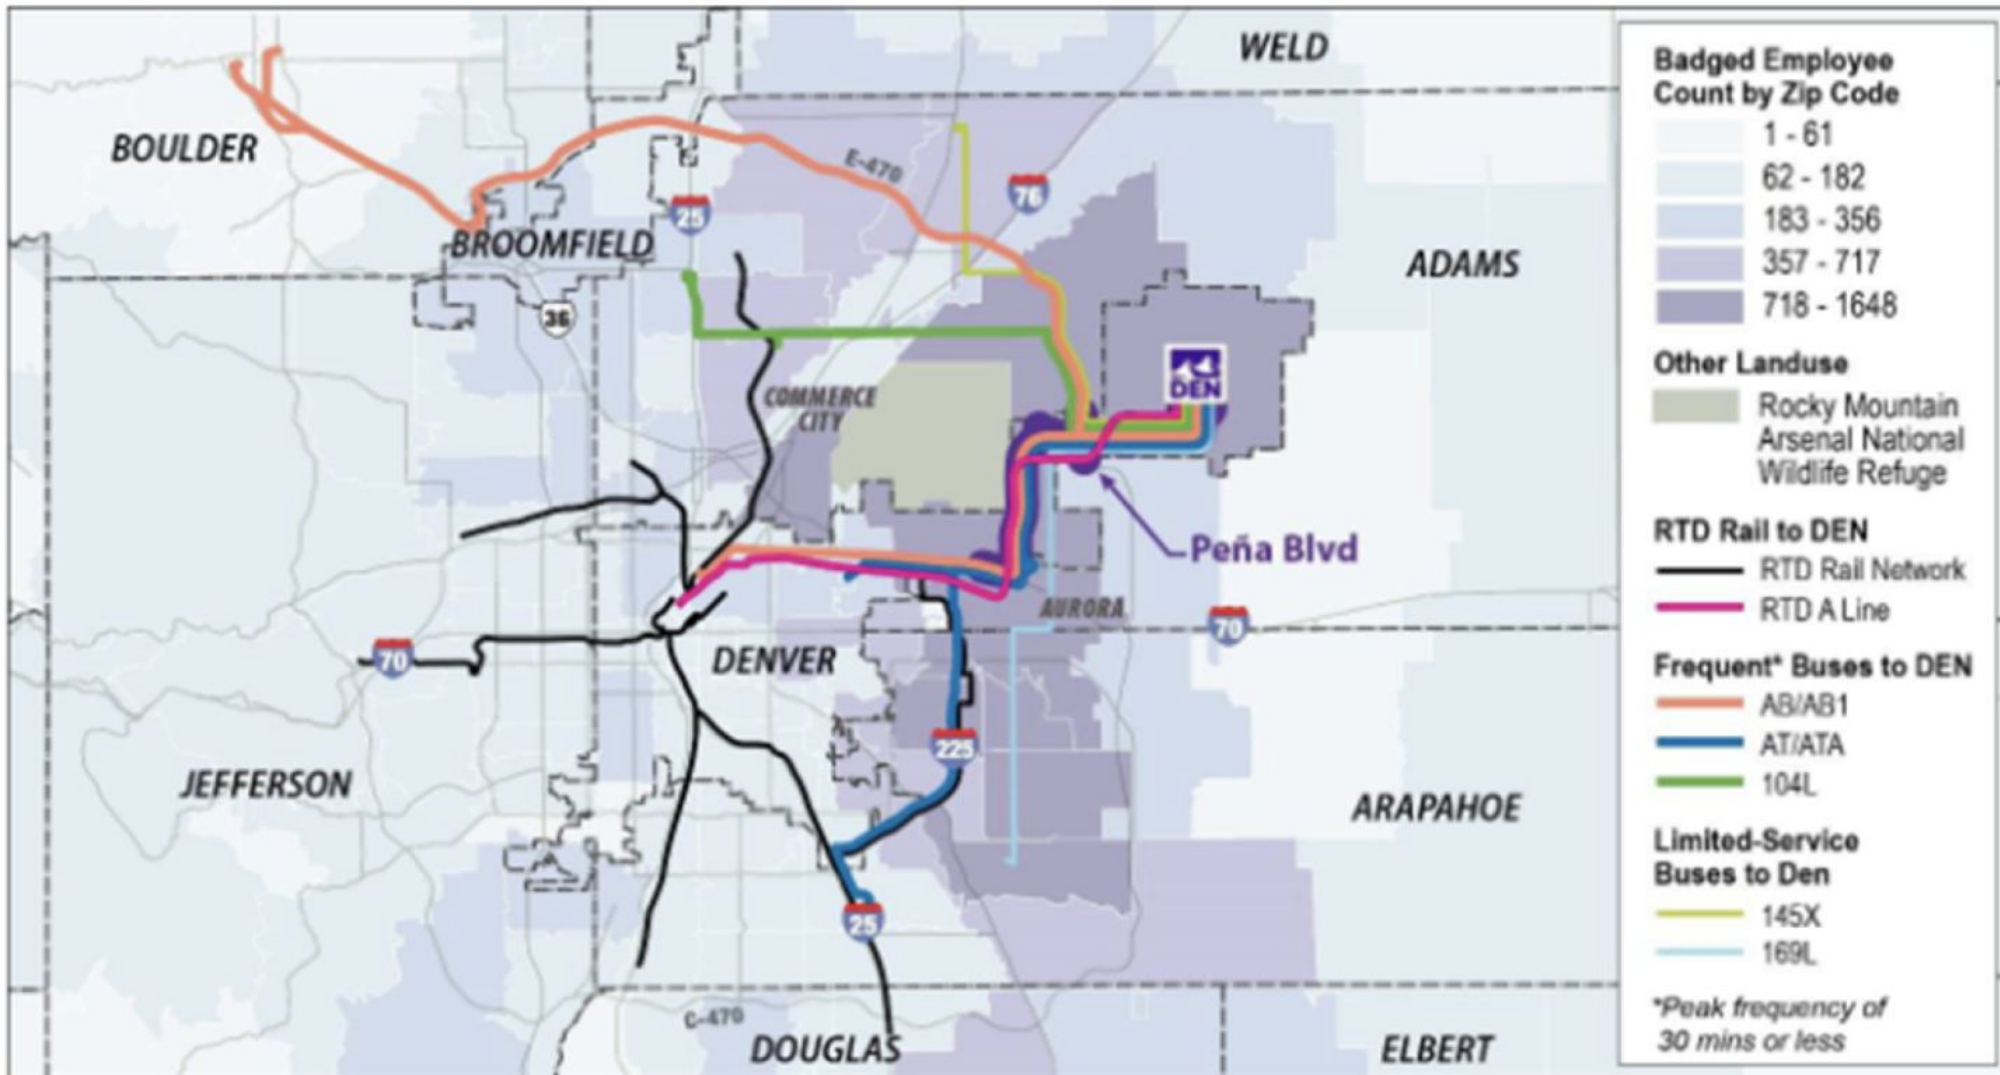 WELD
BOULDER
E-470
76
25
BROOMFIELD
ADAMS
36
DEN
COMMERCE
CITY
Peña Blvd
AURORA
70
70
DENVER
225
JEFFERSON
ARAPAHOE
25
C-470
DOUGLAS
ELBERT
Badged Employee
Count by Zip Code
1 - 61
62 - 182
183 - 356
357 - 717
718 - 1648
Other Landuse
Rocky Mountain
Arsenal National
Wildlife Refuge
RTD Rail to DEN
RTD Rail Network
RTD A Line
Frequent* Buses to DEN
AB/AB1
AT/ATA
104L
Limited-Service
Buses to Den
145X
169L
*Peak frequency of
30 mins or less